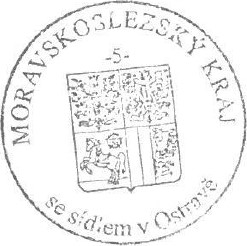 MORAVSKOSLEZSKÝ KRAJ
-5-
se sídlem v Ostravě